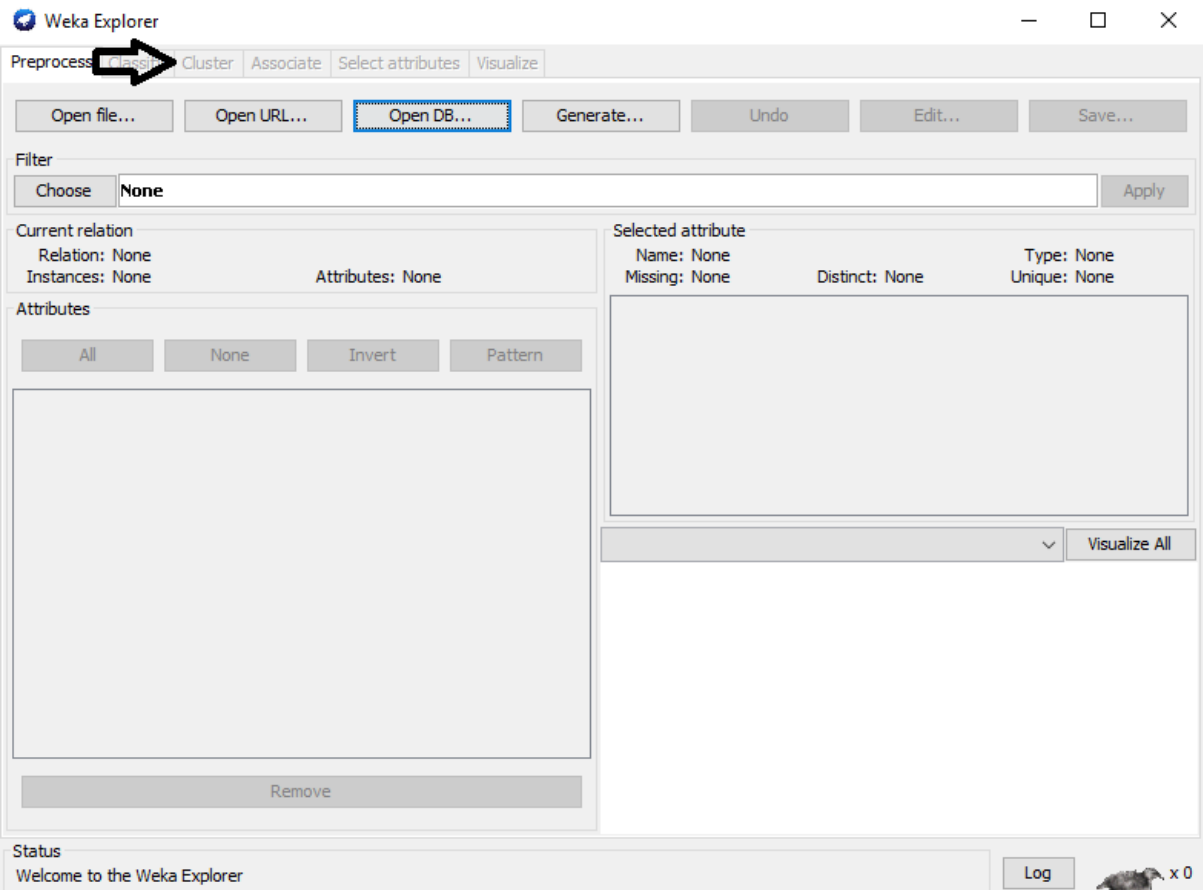 Weka Explorer
Preprocess Classify Cluster Associate Select attributes Visualize
Open file... Open URL... Open DB... Generate... Undo Edit... Save...
Filter
Choose None Apply
Current relation
Relation: None
Instances: None Attributes: None
Selected attribute
Name: None Type: None
Missing: None Distinct: None Unique: None
Attributes
All None Invert Pattern
Visualize All
Remove
Status
Welcome to the Weka Explorer
Log x 0